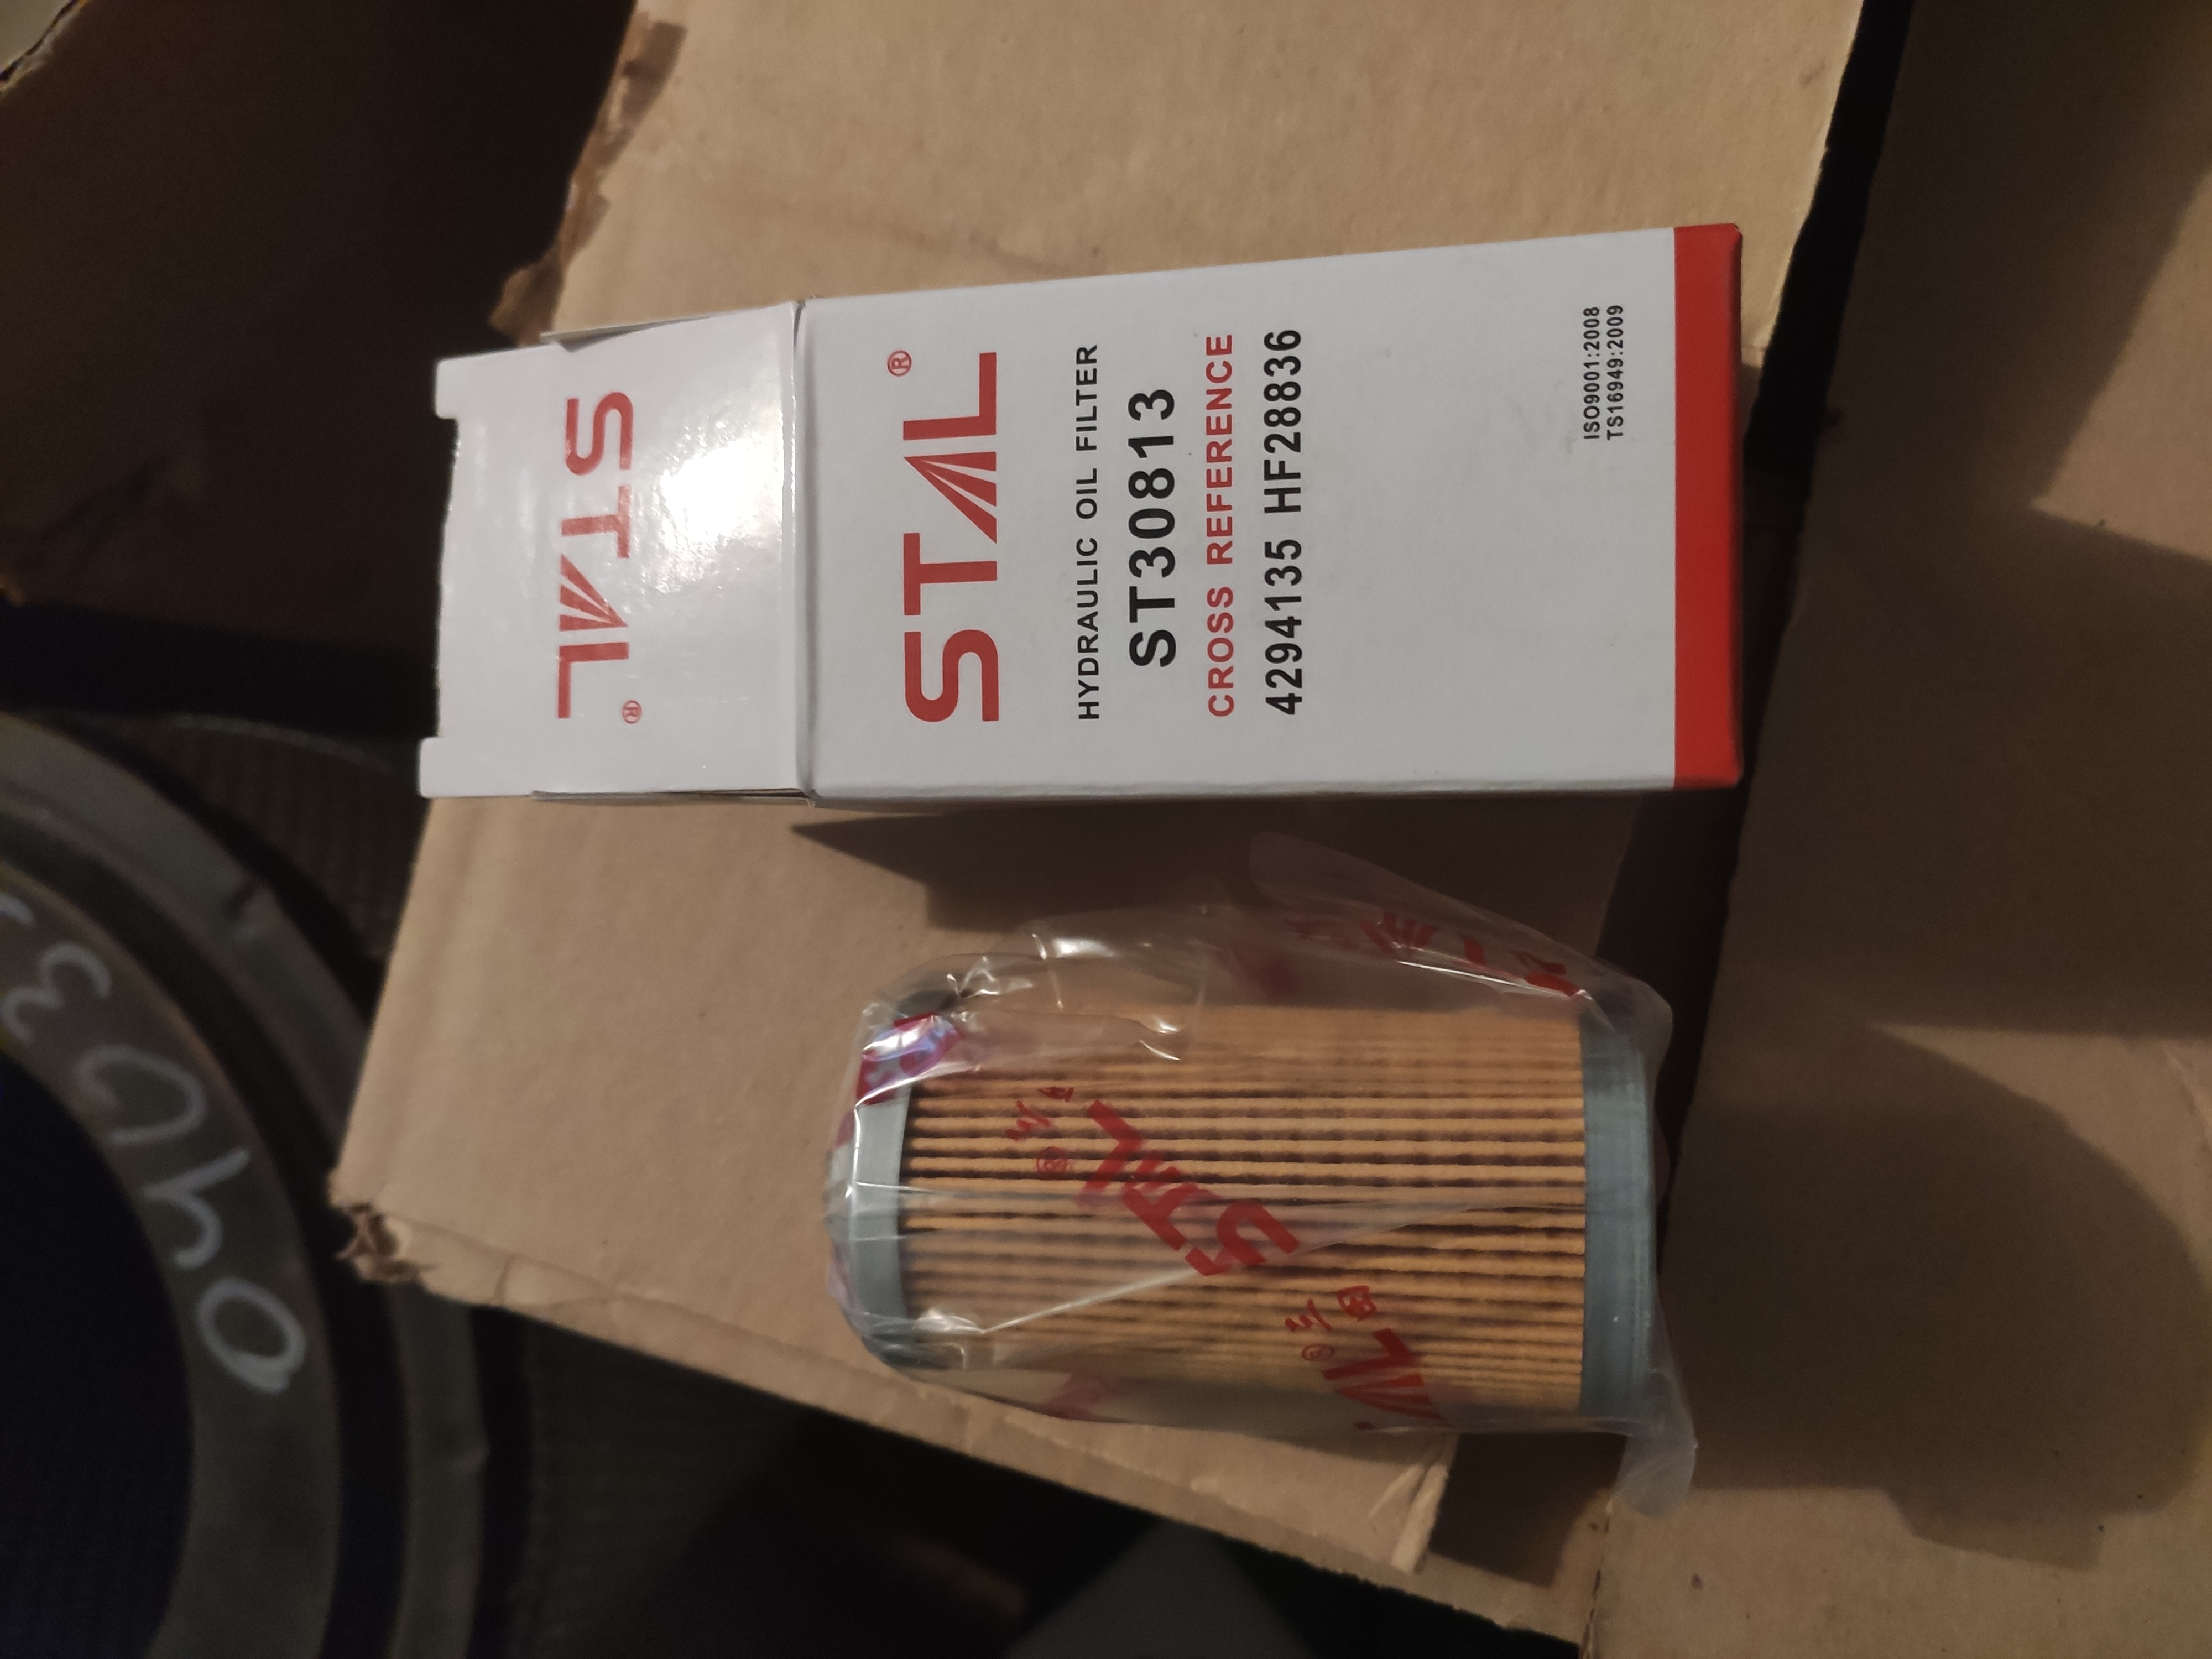 STAL®
STAL®
HYDRAULIC OIL FILTER
ST30813
CROSS REFERENCE
4294135 HF28836
ISO9001:2008
TS16949:2009
STAL®